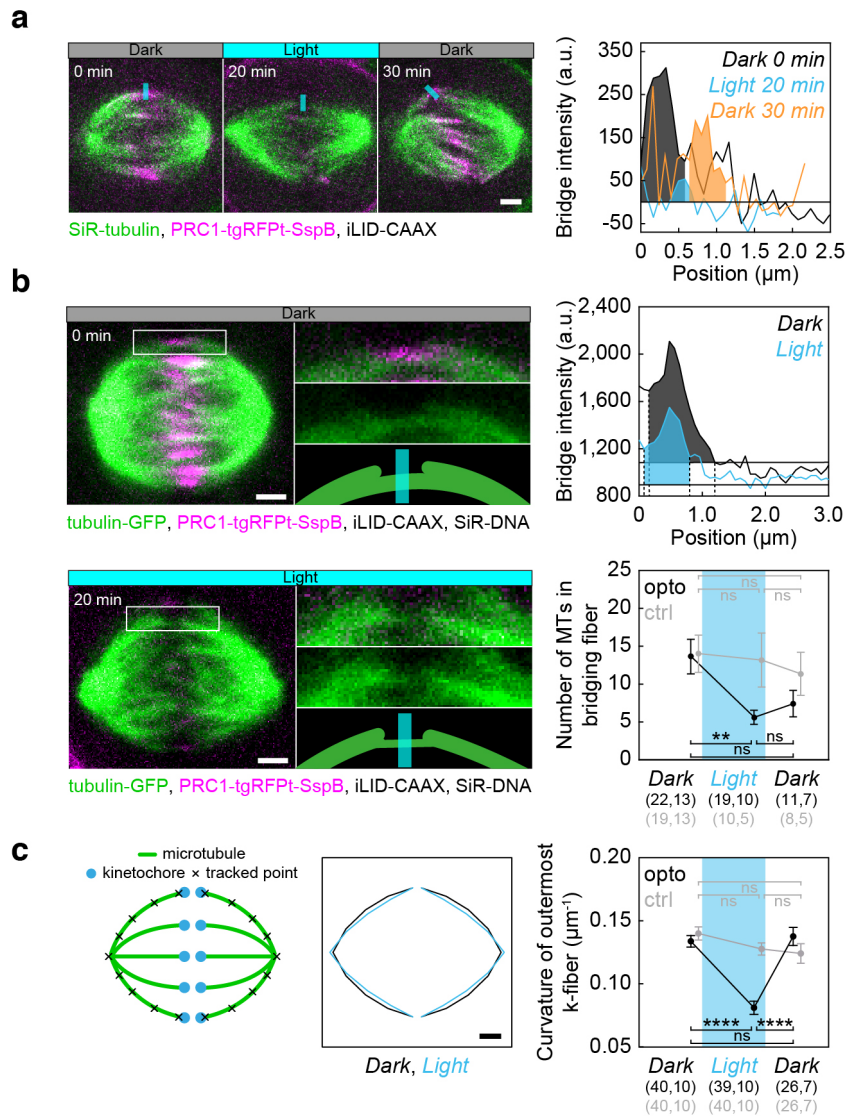 a
Dark Light Dark
0 min 20 min 30 min
SiR-tubulin, PRC1-tgRFPt-SspB, iLID-CAAX
Bridge intensity (a.u.)
350
250
150
50
-50
Dark 0 min
Light 20 min
Dark 30 min
0 0.5 1.0 1.5 2.0 2.5
Position (µm)
b
Dark
0 min
tubulin-GFP, PRC1-tgRFPt-SspB, iLID-CAAX, SiR-DNA
Bridge intensity (a.u.)
2,400
2,000
1,600
1,200
800
Dark
Light
0 1.0 2.0 3.0
Position (µm)
Light
20 min
tubulin-GFP, PRC1-tgRFPt-SspB, iLID-CAAX, SiR-DNA
Number of MTs in
bridging fiber
25
20
15
10
5
0
opto
ctrl
ns
ns ns
** ns
ns
Dark Light Dark
(22,13) (19,10) (11,7)
(19,13) (10,5) (8,5)
c
microtubule
kinetochore × tracked point
Dark, Light
Curvature of outermost
k-fiber (µm⁻¹)
0.20
0.15
0.10
0.05
opto
ctrl
ns
ns ns
**** ****
ns
Dark Light Dark
(40,10) (39,10) (26,7)
(40,10) (40,10) (26,7)